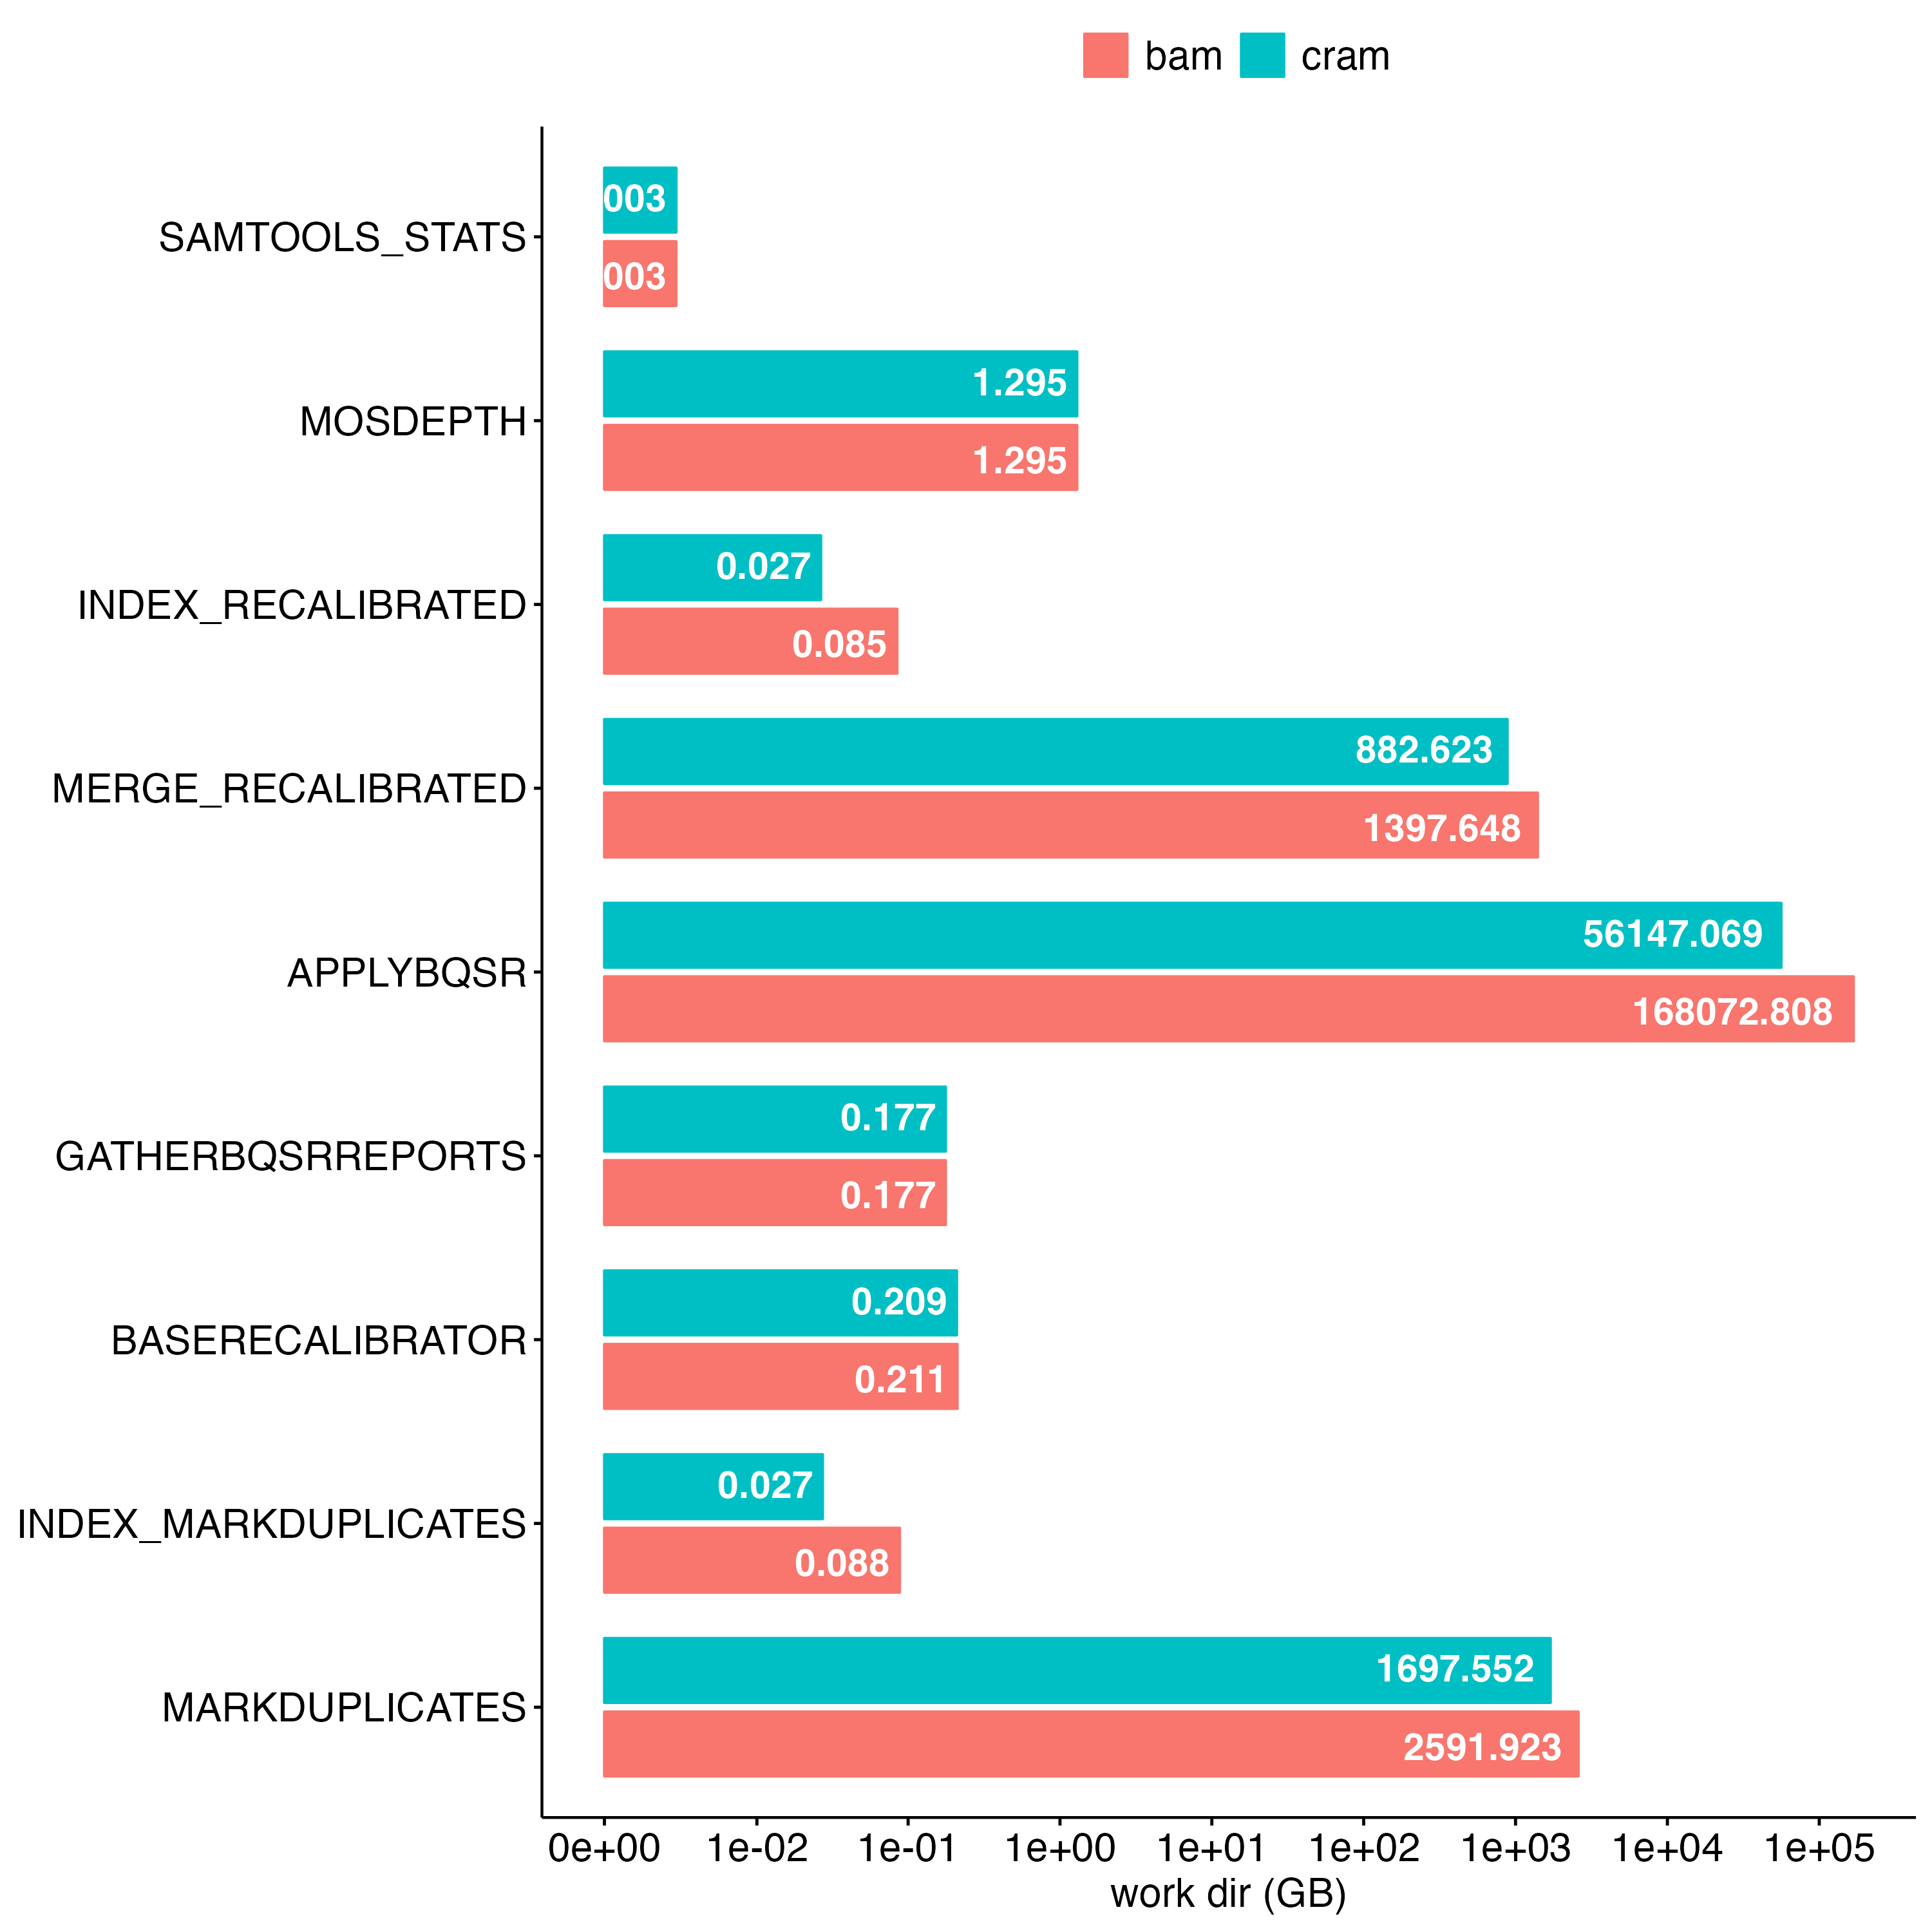 bam cram
SAMTOOLS_STATS
003
003
MOSDEPTH
1.295
1.295
INDEX_RECALIBRATED
0.027
0.085
MERGE_RECALIBRATED
882.623
1397.648
APPLYBQSR
56147.069
168072.808
GATHERBQSRREPORTS
0.177
0.177
BASERECALIBRATOR
0.209
0.211
INDEX_MARKDUPLICATES
0.027
0.088
MARKDUPLICATES
1697.552
2591.923
0e+00 1e-02 1e-01 1e+00 1e+01 1e+02 1e+03 1e+04 1e+05
work dir (GB)